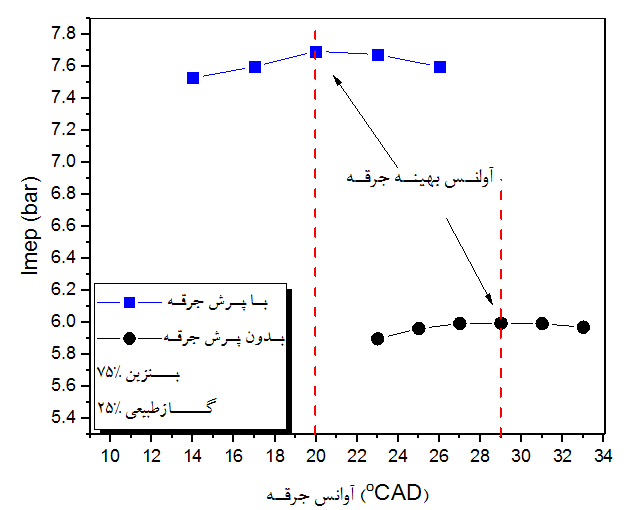 Imep (bar)
7.8
7.6
7.4
7.2
7.0
6.8
6.6
6.4
6.2
6.0
5.8
5.6
5.4
آوانس بهینه جرقه
با پرش جرقه
بدون پرش جرقه
۷۵٪ بنزین
۲۵٪ گازطبیعی
10 12 14 16 18 20 22 24 26 28 30 32 34
آوانس جرقه (°CAD)